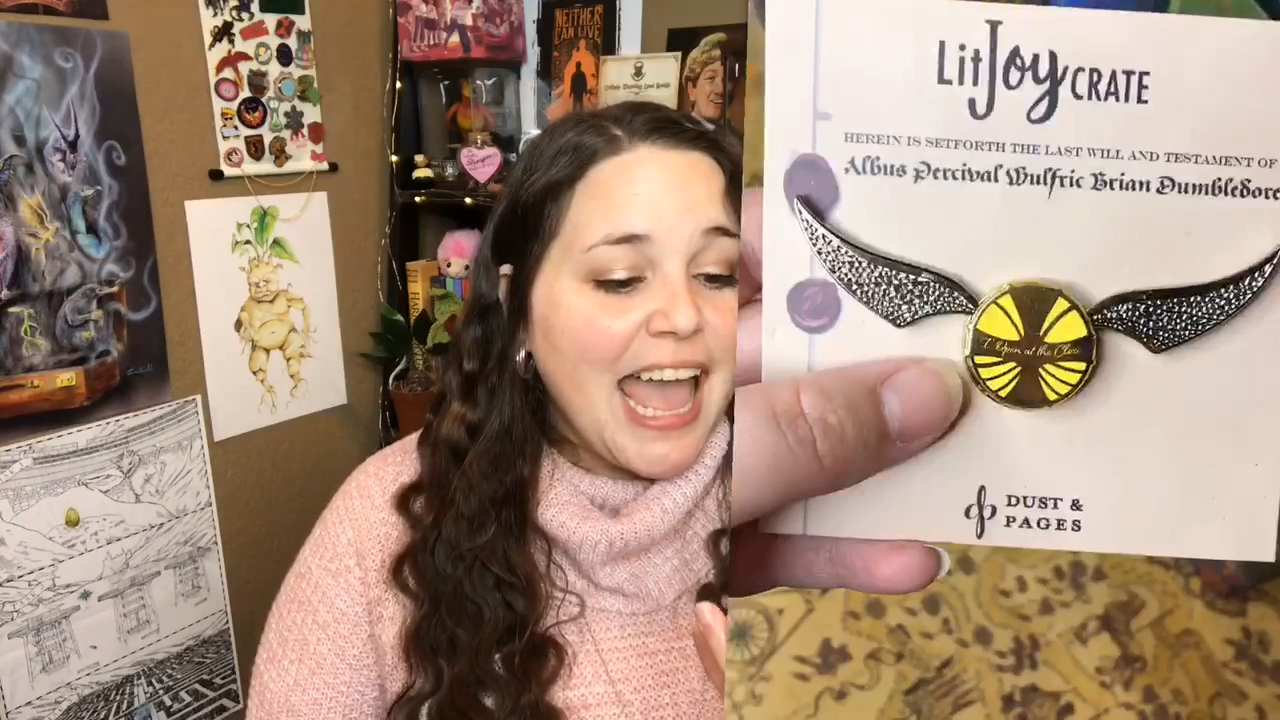 NEITHER
CAN LIVE
LitJoy CRATE
HEREIN IS SETFORTH THE LAST WILL AND TESTAMENT OF
Albus Percival Wulfric Brian Dumbledore
I Open at the Close
DUST &
PAGES